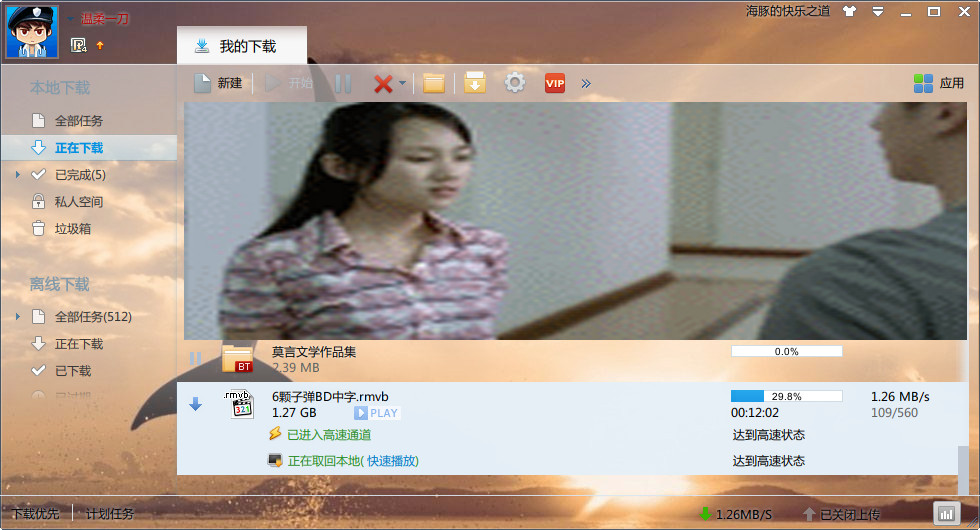 温柔一刀
海豚的快乐之道
我的下载
新建
开始
VIP
应用
本地下载
全部任务
正在下载
已完成(5)
私人空间
垃圾箱
离线下载
全部任务(512)
正在下载
已下载
BT
莫言文学作品集
2.39 MB
0.0%
.rmvb
321
6颗子弹BD中字.rmvb
1.27 GB
PLAY
29.8%
00:12:02
1.26 MB/s
109/560
已进入高速通道
达到高速状态
正在取回本地( 快速播放)
达到高速状态
下载优先
计划任务
1.26MB/S
已关闭上传